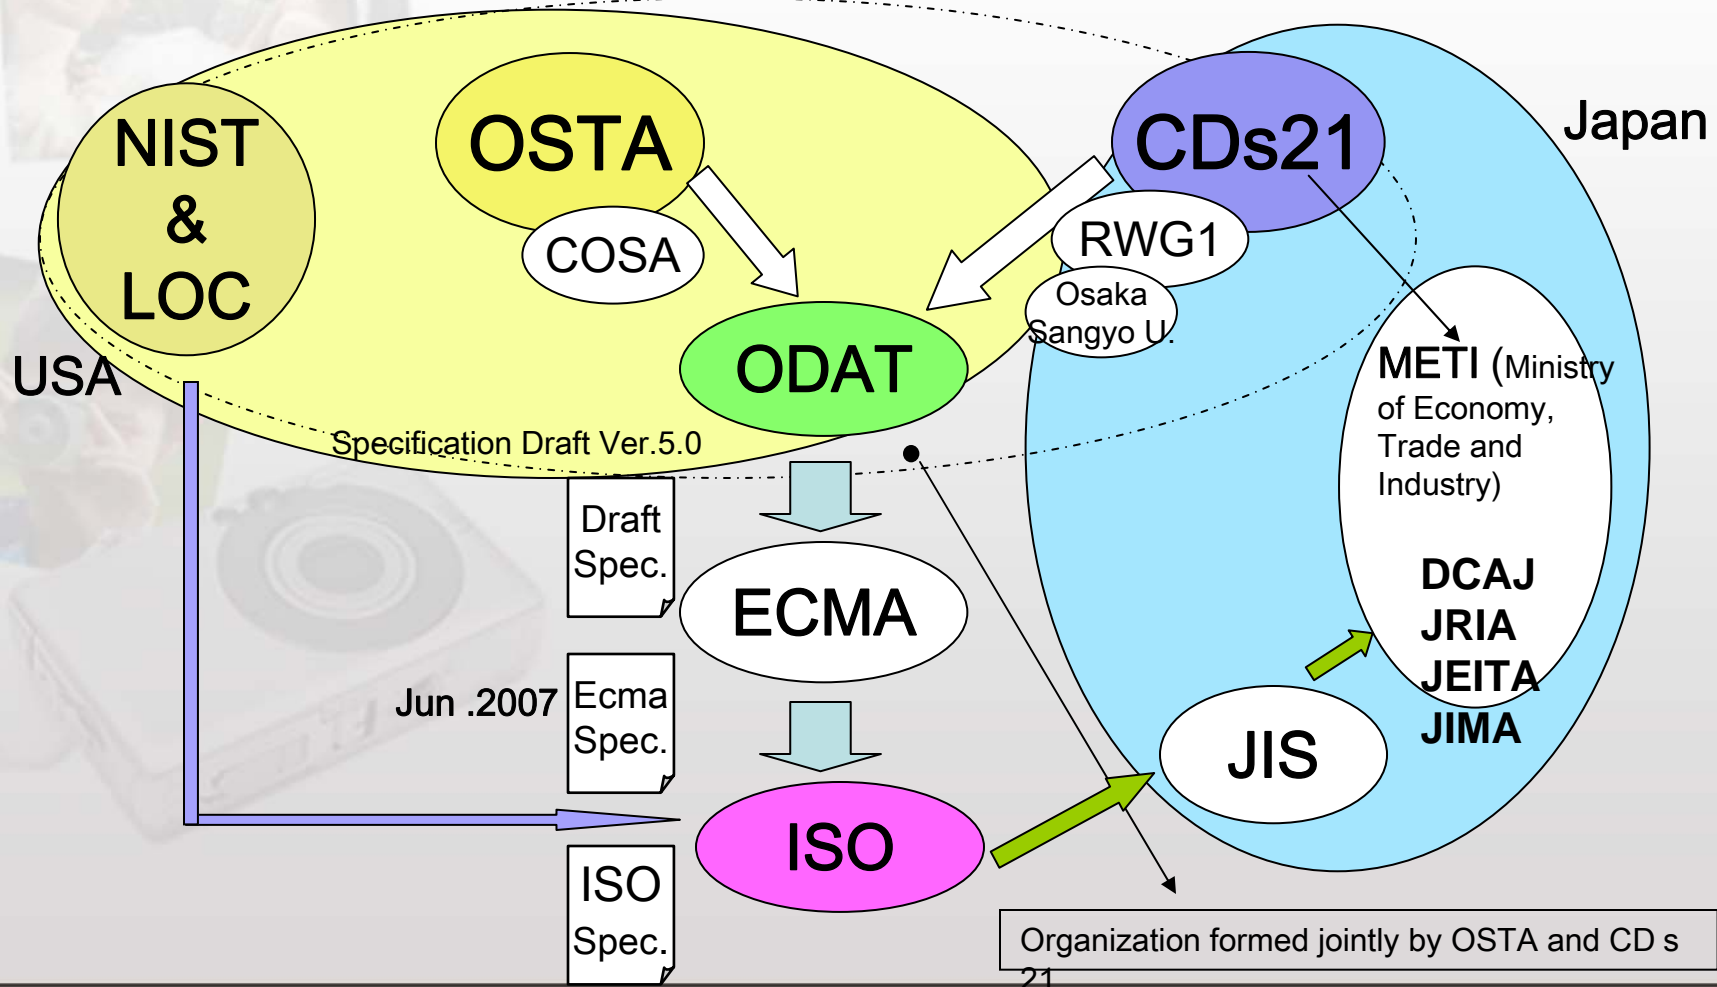 NIST
&
LOC
OSTA
COSA
CDs21
RWG1
Osaka
Sangyo U.
Japan
USA
ODAT
Specification Draft Ver.5.0
METI (Ministry
of Economy,
Trade and
Industry)
DCAJ
JRIA
JEITA
JIMA
Draft
Spec.
ECMA
Jun .2007
Ecma
Spec.
JIS
ISO
ISO
Spec.
Organization formed jointly by OSTA and CD s
21